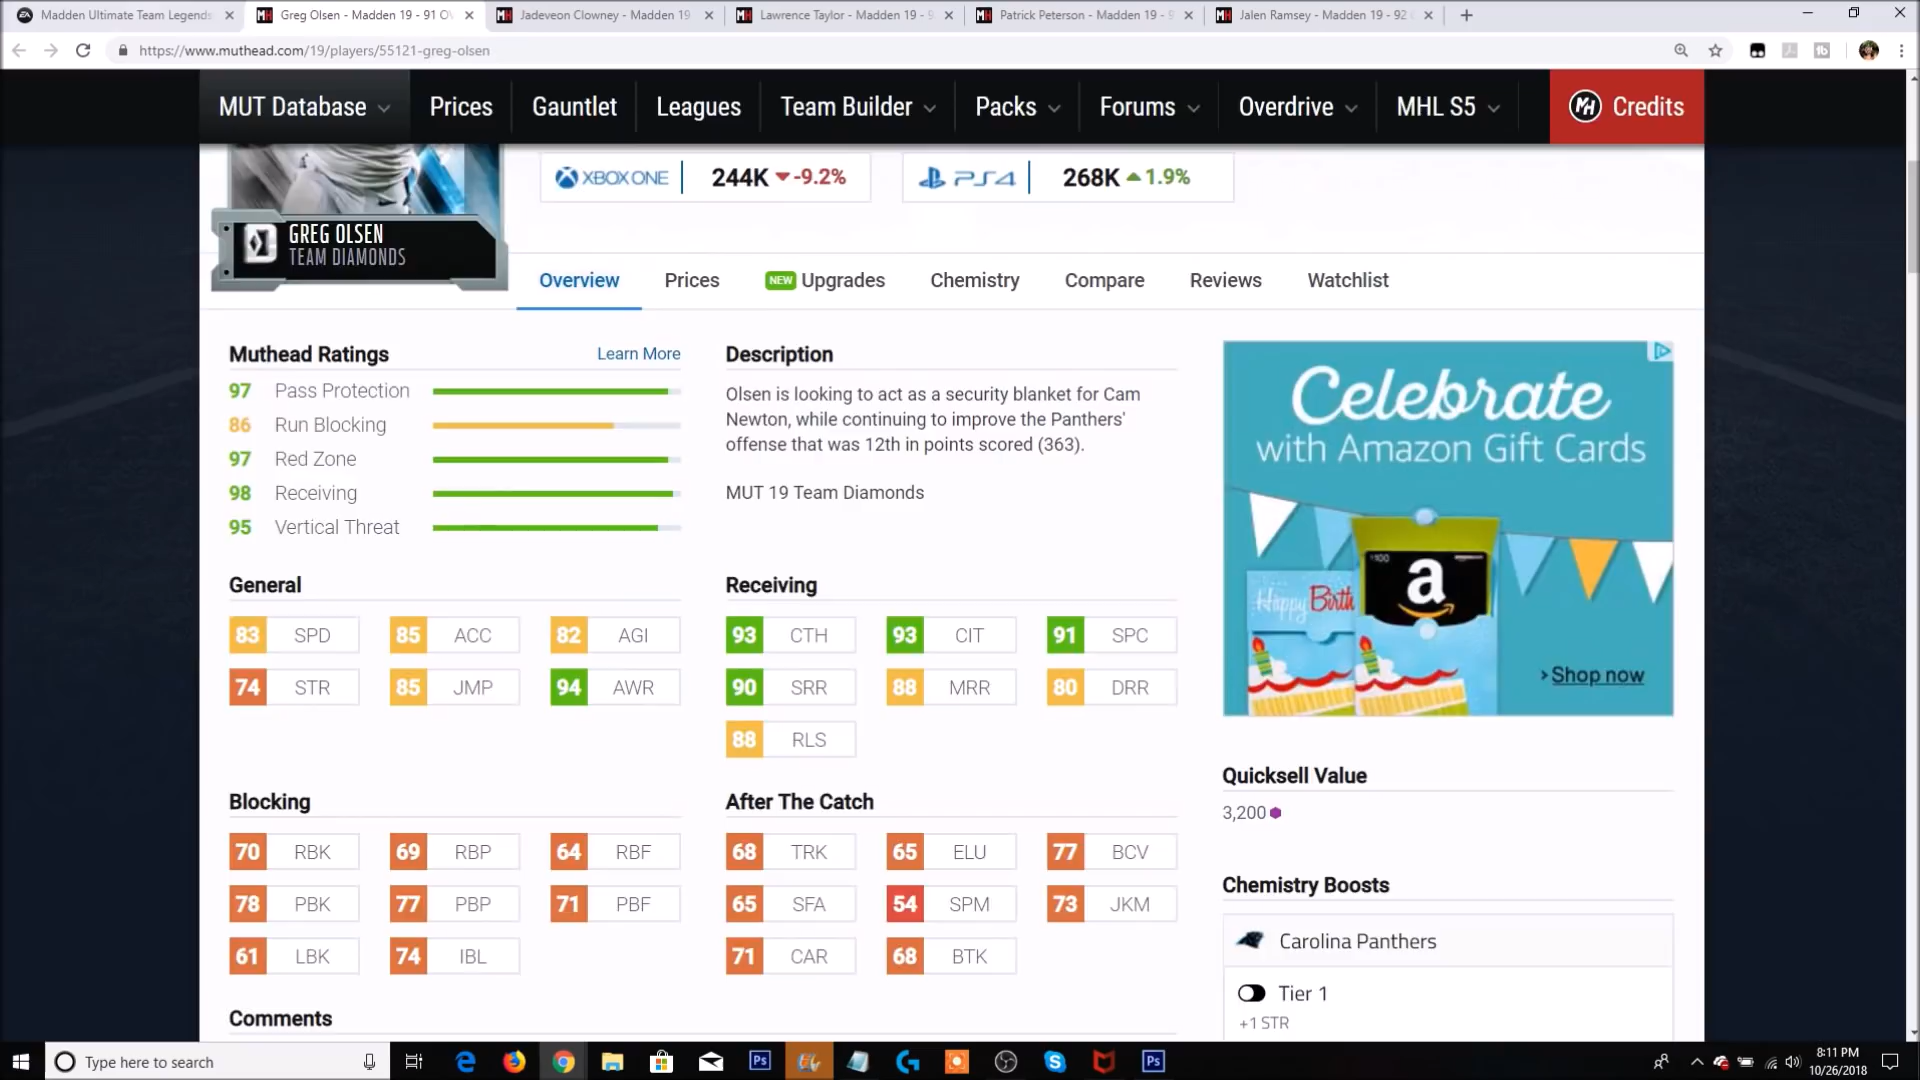 Madden Ultimate Team Legends
Greg Olsen - Madden 19 - 91 O
Jadeveon Clowney - Madden 19
Lawrence Taylor - Madden 19 - 9
Patrick Peterson - Madden 19 - 9
Jalen Ramsey - Madden 19 - 92
https://www.muthead.com/19/players/55121-greg-olsen
MUT Database
Prices
Gauntlet
Leagues
Team Builder
Packs
Forums
Overdrive
MHL S5
Credits
XBOX ONE 244K -9.2%
PS4 268K 1.9%
GREG OLSEN
TEAM DIAMONDS
Overview
Prices
NEW Upgrades
Chemistry
Compare
Reviews
Watchlist
Muthead Ratings
Learn More
97 Pass Protection
86 Run Blocking
97 Red Zone
98 Receiving
95 Vertical Threat
Description
Olsen is looking to act as a security blanket for Cam
Newton, while continuing to improve the Panthers'
offense that was 12th in points scored (363).
MUT 19 Team Diamonds
Celebrate
with Amazon Gift Cards
$100
a
Happy Birth
Shop now
General
83 SPD 85 ACC 82 AGI
74 STR 85 JMP 94 AWR
Receiving
93 CTH 93 CIT 91 SPC
90 SRR 88 MRR 80 DRR
88 RLS
Blocking
70 RBK 69 RBP 64 RBF
78 PBK 77 PBP 71 PBF
61 LBK 74 IBL
After The Catch
68 TRK 65 ELU 77 BCV
65 SFA 54 SPM 73 JKM
71 CAR 68 BTK
Quicksell Value
3,200
Chemistry Boosts
Carolina Panthers
Tier 1
+1 STR
Comments
Type here to search
8:11 PM
10/26/2018